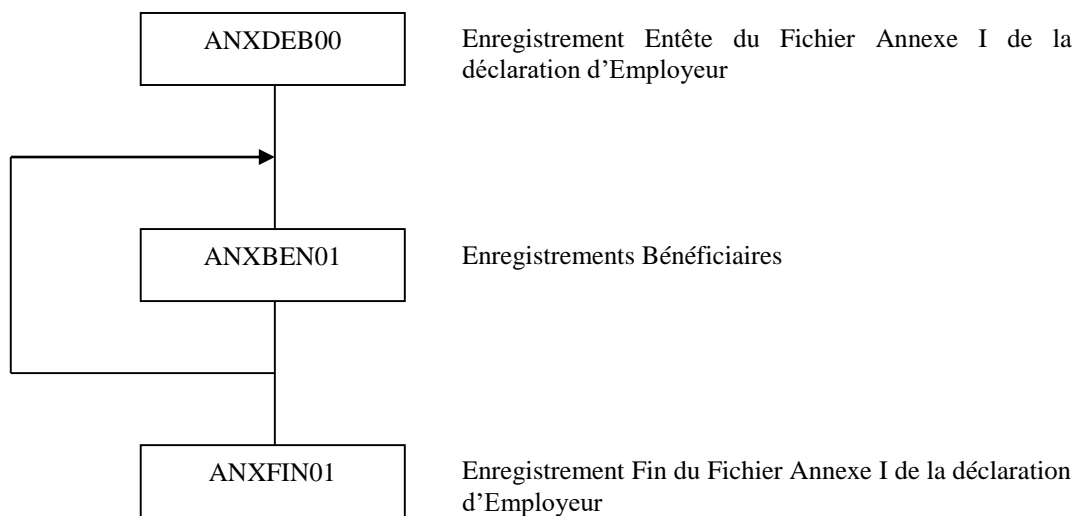 ANXDEB00
Enregistrement Entête du Fichier Annexe I de la
déclaration d’Employeur
ANXBEN01
Enregistrements Bénéficiaires
ANXFIN01
Enregistrement Fin du Fichier Annexe I de la déclaration
d’Employeur